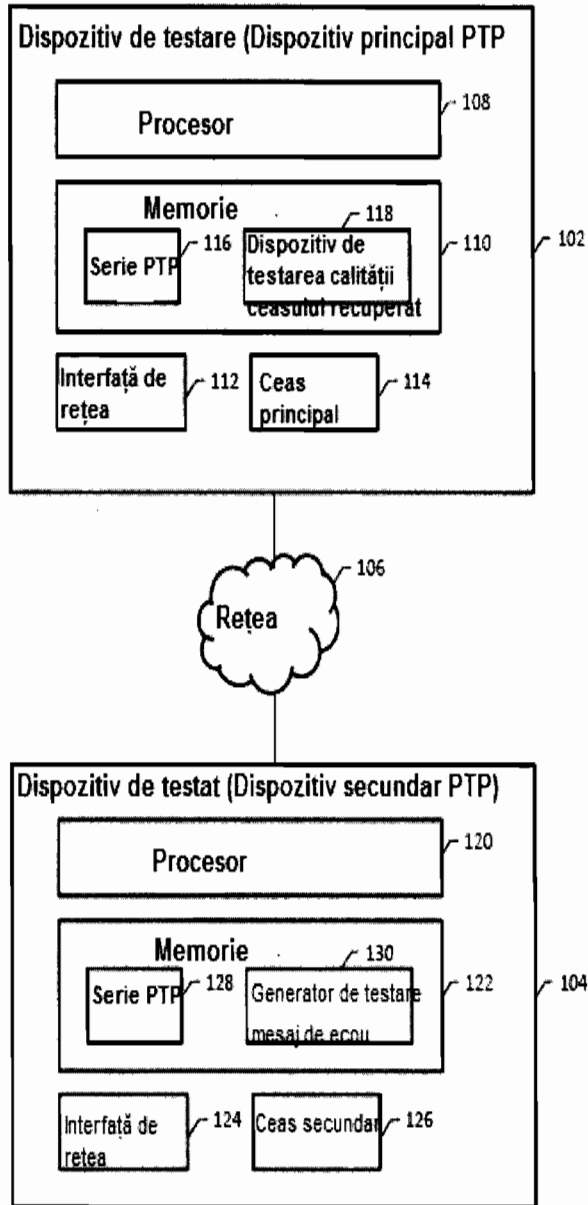 Dispozitiv de testare (Dispozitiv principal PTP
Procesor
108
Memorie
118
Serie PTP
116
Dispozitiv de
testarea calității
ceasului recuperat
110
102
Interfață de
rețea
112
Ceas
principal
114
106
Rețea
Dispozitiv de testat (Dispozitiv secundar PTP)
Procesor
120
Memorie
130
Serie PTP
128
Generator de testare
mesaj de ecou
122
104
Interfață de
rețea
124
Ceas secundar
126